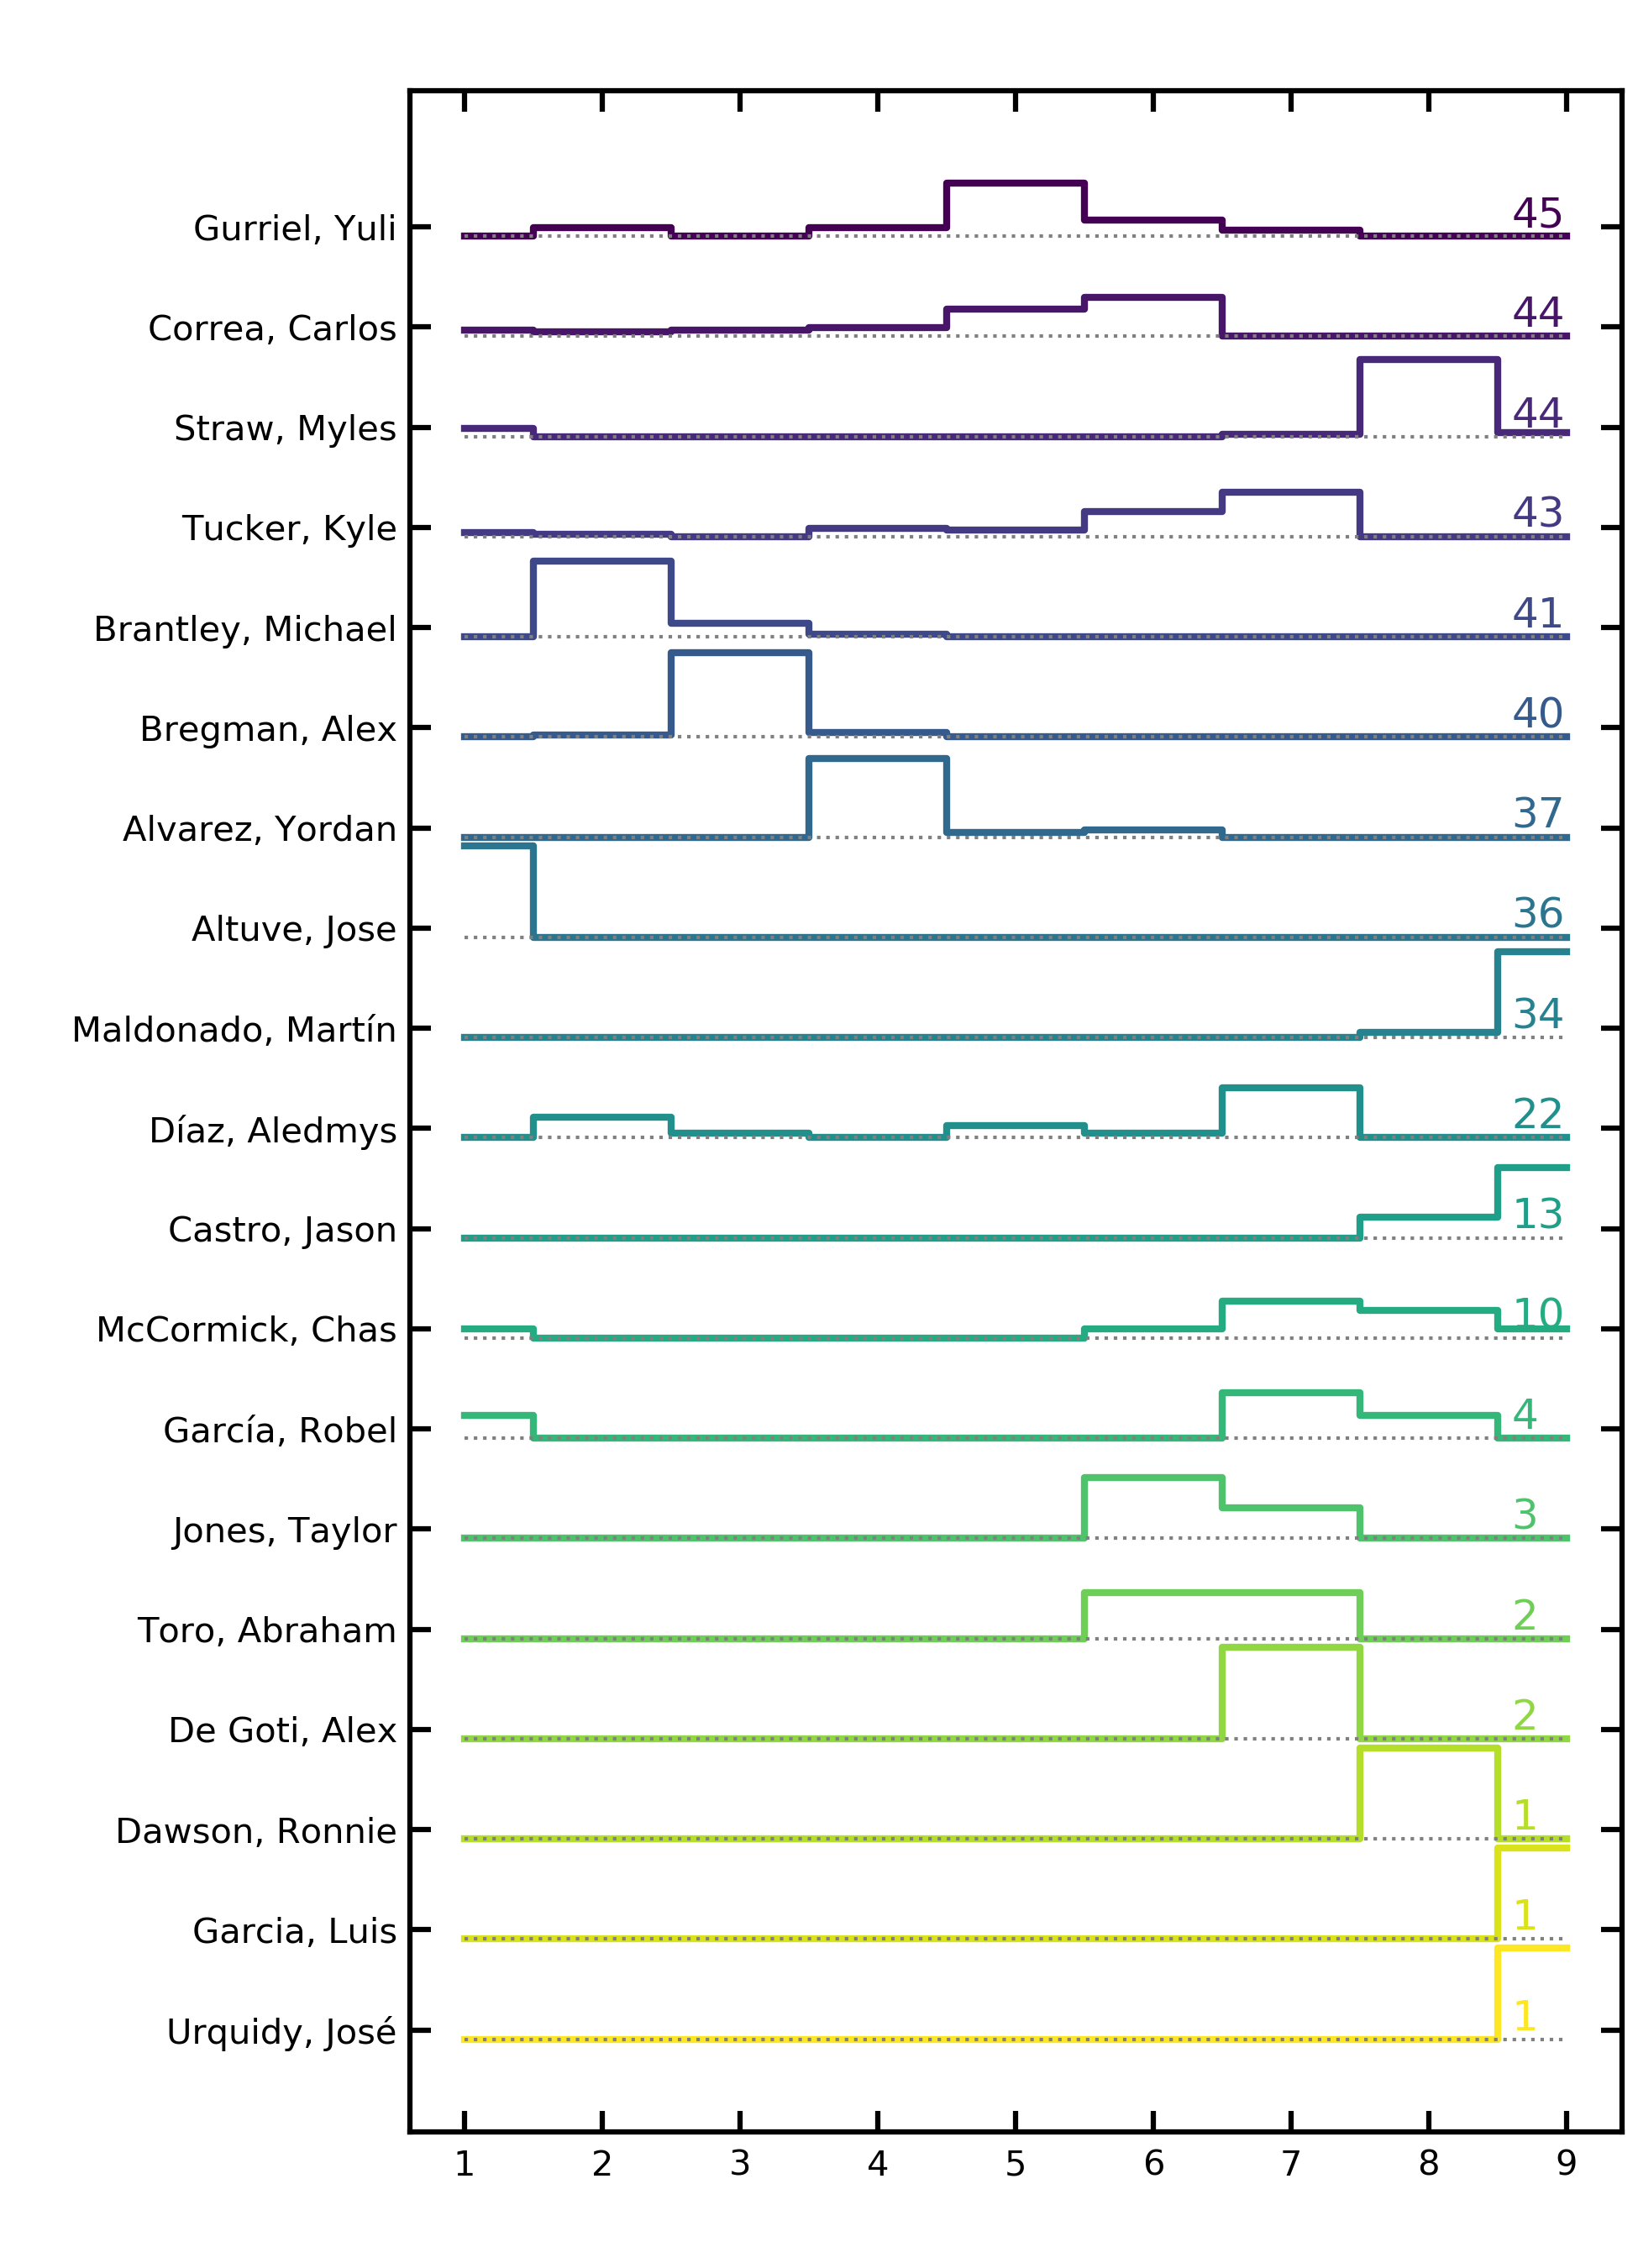 Gurriel, Yuli 45
Correa, Carlos 44
Straw, Myles 44
Tucker, Kyle 43
Brantley, Michael 41
Bregman, Alex 40
Alvarez, Yordan 37
Altuve, Jose 36
Maldonado, Martín 34
Díaz, Aledmys 22
Castro, Jason 13
McCormick, Chas 10
García, Robel 4
Jones, Taylor 3
Toro, Abraham 2
De Goti, Alex 2
Dawson, Ronnie 1
Garcia, Luis 1
Urquidy, José 1
1 2 3 4 5 6 7 8 9